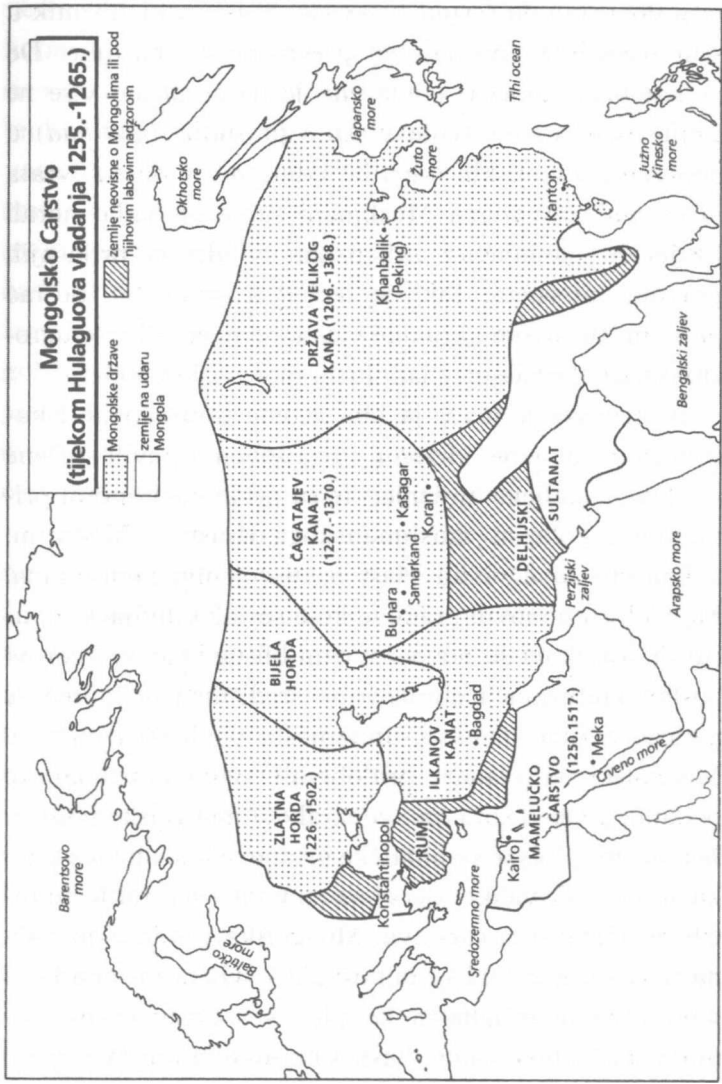 Mongolsko Carstvo
(tijekom Hulaguova vladanja 1255.-1265.)
Mongolske države
zemlje na udaru
Mongola
zemlje neovisne o Mongolima ili pod
njihovim labavim nadzorom
Barentsovo
more
Baltičko
more
Okhotsko
more
Japansko
more
Žuto
more
Tihi ocean
Južno
Kinesko
more
ZLATNA
HORDA
(1226.-1502.)
BIJELA
HORDA
ČAGATAJEV
KANAT
(1227.-1370.)
DRŽAVA VELIKOG
KANA (1206.-1368.)
Khanbalik
(Peking)
Kanton
Buhara
Samarkand
Kašagar
Koran
Konstantinopol
RUM
ILKANOV
KANAT
Bagdad
DELHIJSKI
SULTANAT
Sredozemno more
Kairo
MAMELUČKO
CARSTVO
(1250.1517.)
Meka
Crveno more
Perzijski
zaljev
Arapsko more
Bengalski zaljev